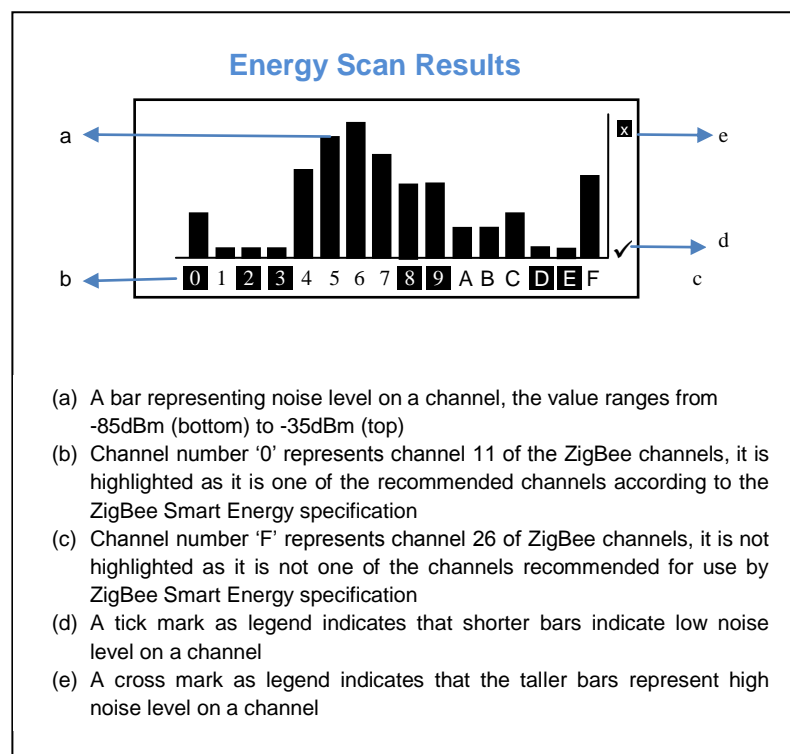 Energy Scan Results
a
x
e
d
b
0 1 2 3 4 5 6 7 8 9 A B C D E F
c
(a) A bar representing noise level on a channel, the value ranges from
-85dBm (bottom) to -35dBm (top)
(b) Channel number ‘0’ represents channel 11 of the ZigBee channels, it is
highlighted as it is one of the recommended channels according to the
ZigBee Smart Energy specification
(c) Channel number ‘F’ represents channel 26 of ZigBee channels, it is not
highlighted as it is not one of the channels recommended for use by
ZigBee Smart Energy specification
(d) A tick mark as legend indicates that shorter bars indicate low noise
level on a channel
(e) A cross mark as legend indicates that the taller bars represent high
noise level on a channel